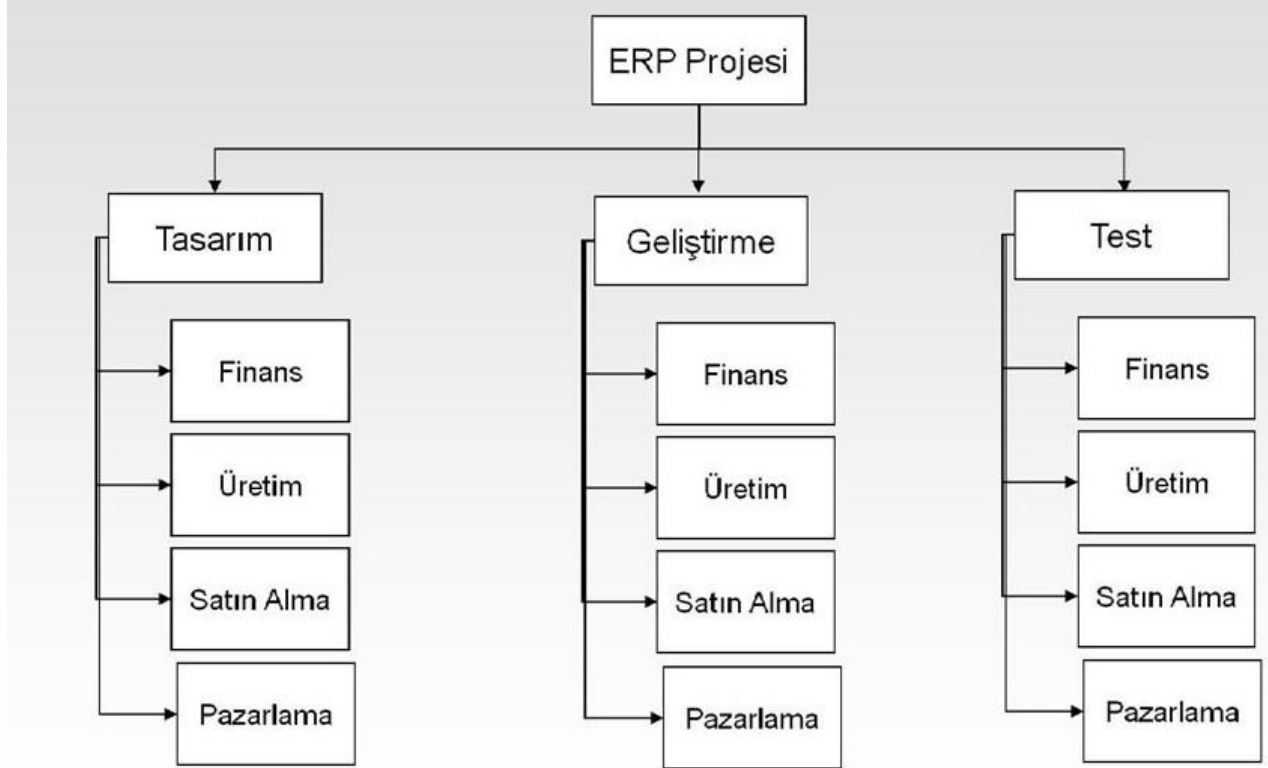 ERP Projesi
Tasarım
Finans
Üretim
Satın Alma
Pazarlama
Geliştirme
Finans
Üretim
Satın Alma
Pazarlama
Test
Finans
Üretim
Satın Alma
Pazarlama